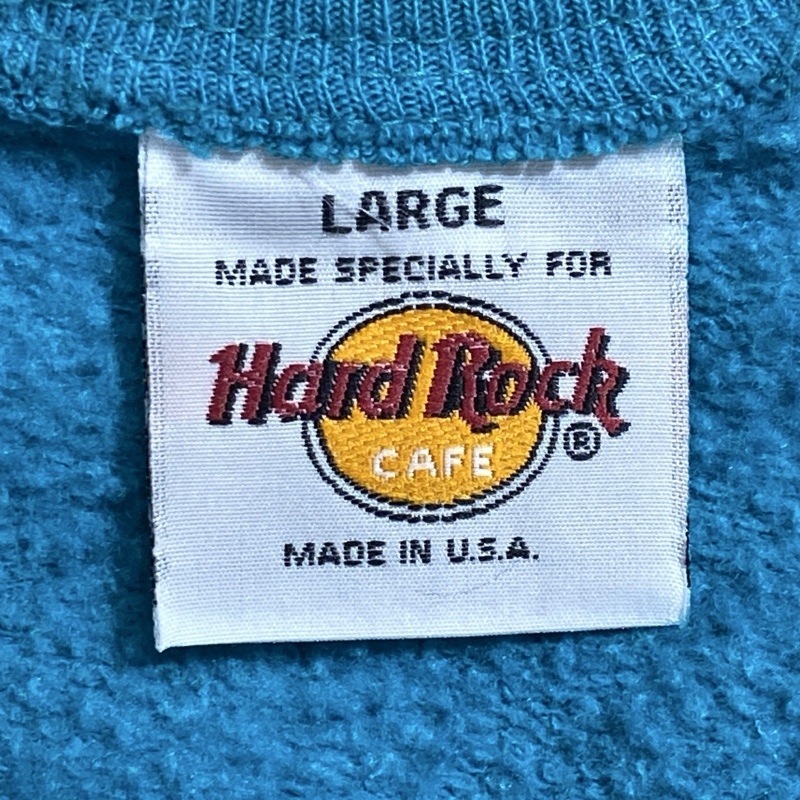 LARGE
MADE SPECIALLY FOR
Hard Rock
CAFE ®
MADE IN U.S.A.